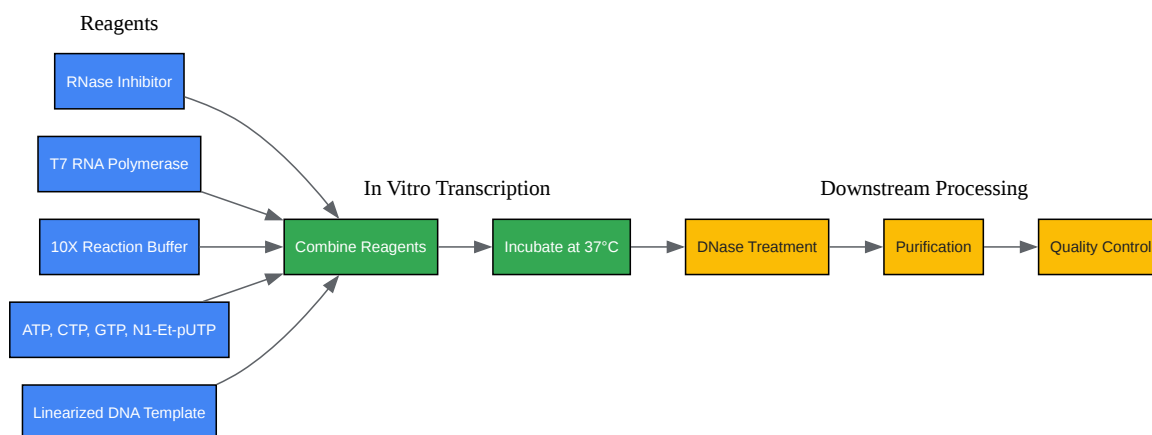 Reagents
RNase Inhibitor
T7 RNA Polymerase
In Vitro Transcription
Downstream Processing
10X Reaction Buffer
Combine Reagents
Incubate at 37°C
DNase Treatment
Purification
Quality Control
ATP, CTP, GTP, N1-Et-pUTP
Linearized DNA Template